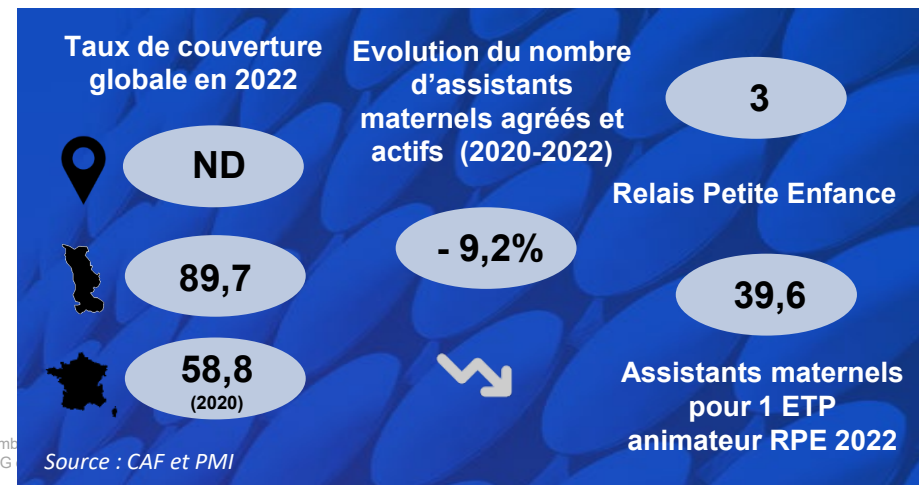 Taux de couverture
globale en 2022
ND
89,7
58,8
(2020)
Evolution du nombre
d'assistants
maternels agréés et
actifs (2020-2022)
- 9,2%
3
Relais Petite Enfance
39,6
Assistants maternels
pour 1 ETP
animateur RPE 2022
Source : CAF et PMI